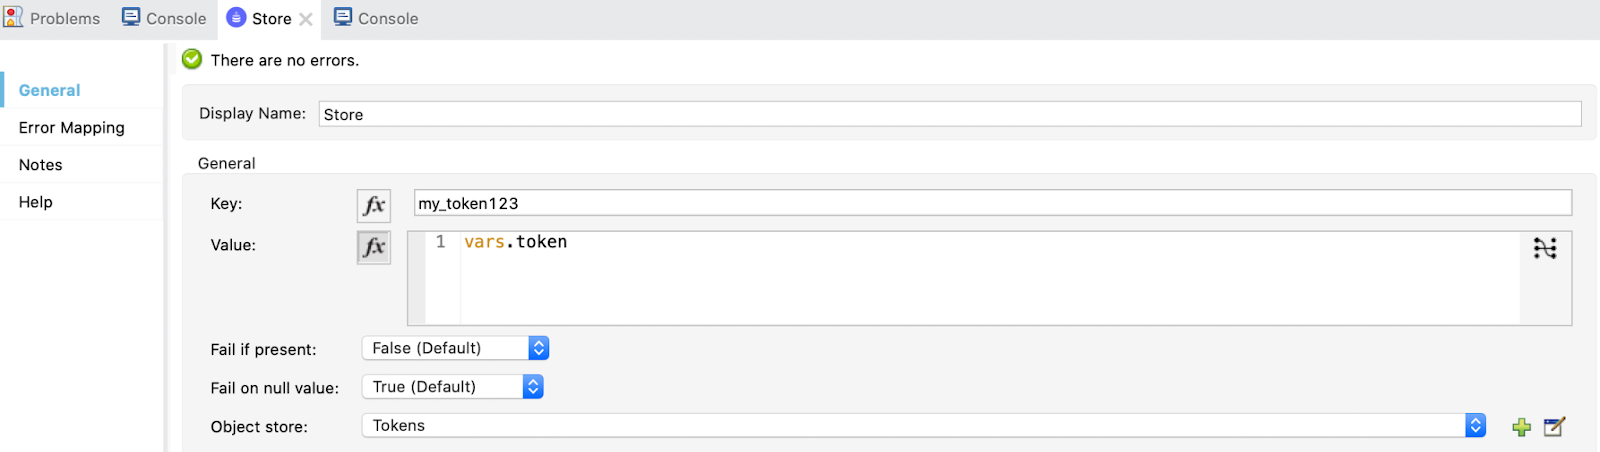 Problems Console Store Console
There are no errors.
General
Display Name: Store
Error Mapping
General
Notes
Key: fx my_token123
Help
Value: fx 1 vars.token
Fail if present: False (Default)
Fail on null value: True (Default)
Object store: Tokens